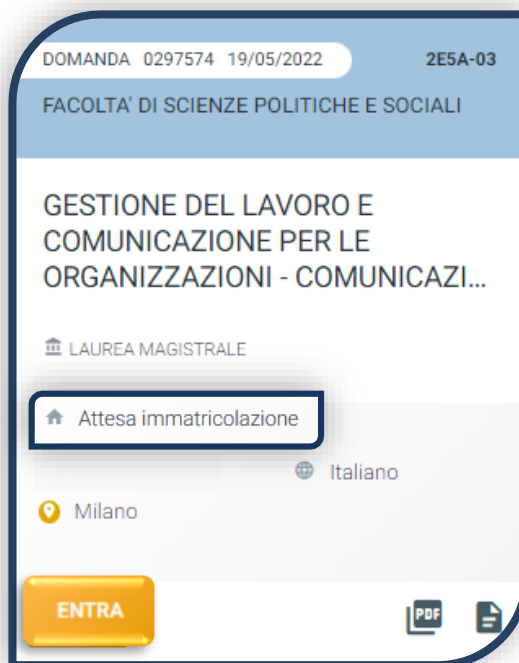 DOMANDA 0297574 19/05/2022 2E5A-03
FACOLTA' DI SCIENZE POLITICHE E SOCIALI
GESTIONE DEL LAVORO E
COMUNICAZIONE PER LE
ORGANIZZAZIONI - COMUNICAZI...
LAUREA MAGISTRALE
Attesa immatricolazione
Italiano
Milano
ENTRA
PDF